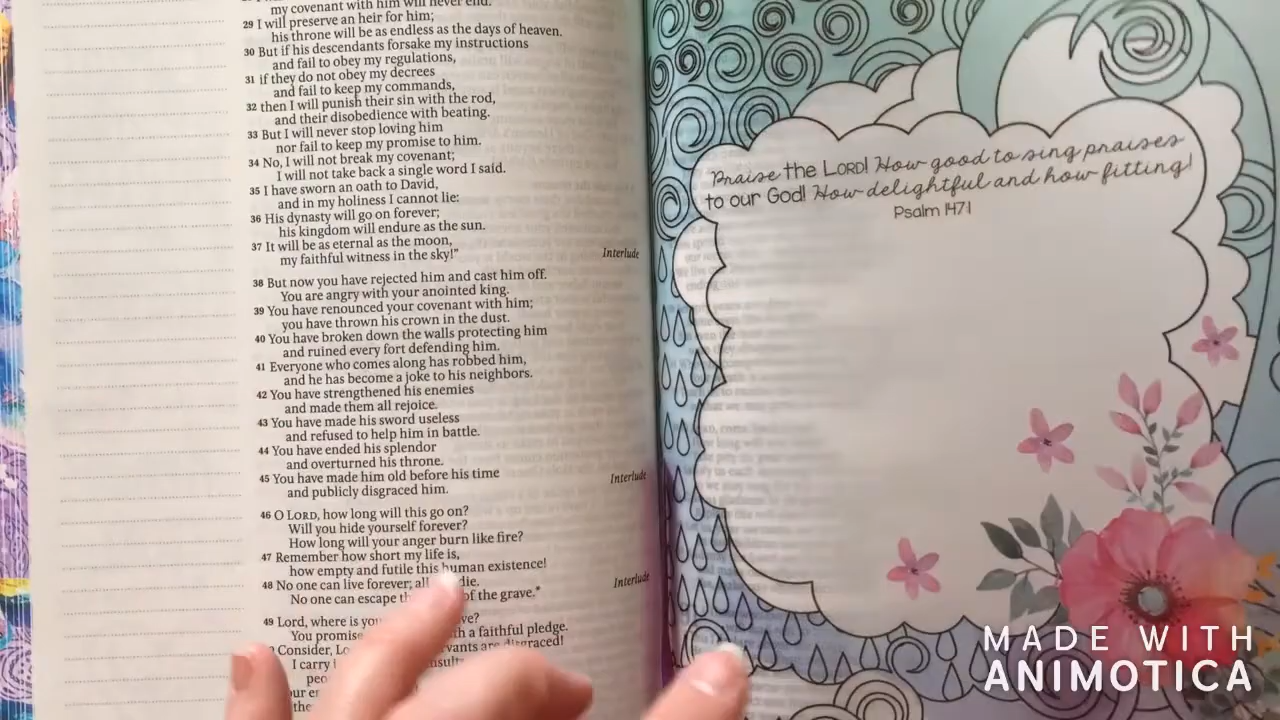 my covenant with him will never end.
29 I will preserve an heir for him;
his throne will be as endless as the days of heaven.
30 But if his descendants forsake my instructions
and fail to obey my regulations,
31 if they do not obey my decrees
and fail to keep my commands,
32 then I will punish their sin with the rod,
and their disobedience with beating.
33 But I will never stop loving him
nor fail to keep my promise to him.
34 No, I will not break my covenant;
I will not take back a single word I said.
35 I have sworn an oath to David,
and in my holiness I cannot lie:
36 His dynasty will go on forever;
his kingdom will endure as the sun.
37 It will be as eternal as the moon,
my faithful witness in the sky!" Interlude
38 But now you have rejected him and cast him off.
You are angry with your anointed king.
39 You have renounced your covenant with him;
you have thrown his crown in the dust.
40 You have broken down the walls protecting him
and ruined every fort defending him.
41 Everyone who comes along has robbed him,
and he has become a joke to his neighbors.
42 You have strengthened his enemies
and made them all rejoice.
43 You have made his sword useless
and refused to help him in battle.
44 You have ended his splendor
and overturned his throne.
45 You have made him old before his time
and publicly disgraced him. Interlude
46 O LORD, how long will this go on?
Will you hide yourself forever?
How long will your anger burn like fire?
47 Remember how short my life is,
how empty and futile this human existence!
48 No one can live forever; all die.
No one can escape of the grave.* Interlude
49 Lord, where is
You a faithful pledge.
Consider, disgraced!
I carry
Praise the LORD! How good to sing praises
to our God! How delightful and how fitting!
Psalm 147:1
MADE WITH
ANIMOTICA